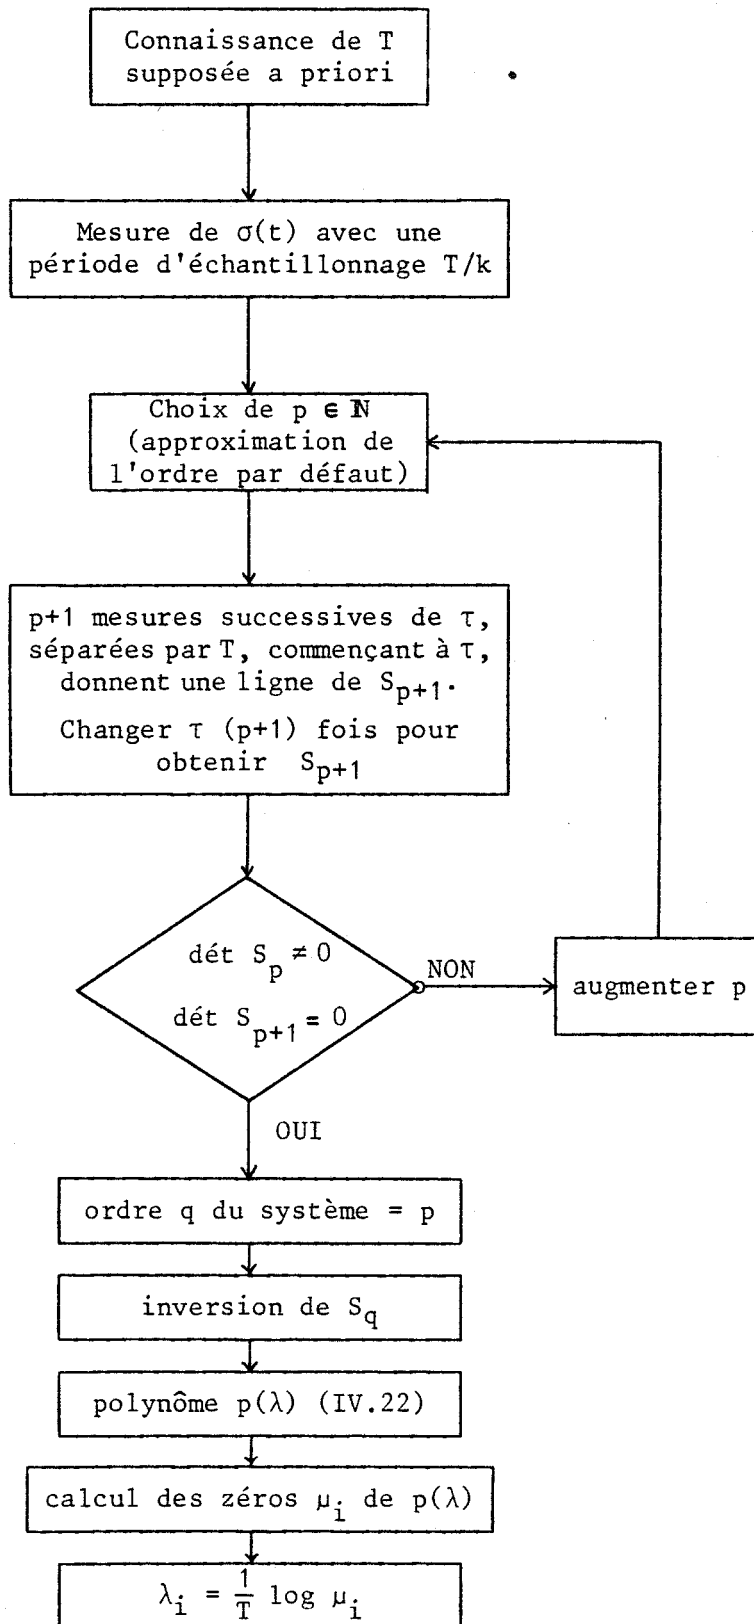 Connaissance de T
supposée a priori
Mesure de σ(t) avec une
période d'échantillonnage T/k
Choix de p ∈ ℕ
(approximation de
l'ordre par défaut)
p+1 mesures successives de τ,
séparées par T, commençant à τ,
donnent une ligne de S_{p+1}.
Changer τ (p+1) fois pour
obtenir S_{p+1}
dét S_p ≠ 0
dét S_{p+1} = 0
NON
augmenter p
OUI
ordre q du système = p
inversion de S_q
polynôme p(λ) (IV.22)
calcul des zéros μ_i de p(λ)
λ_i = 1/T log μ_i